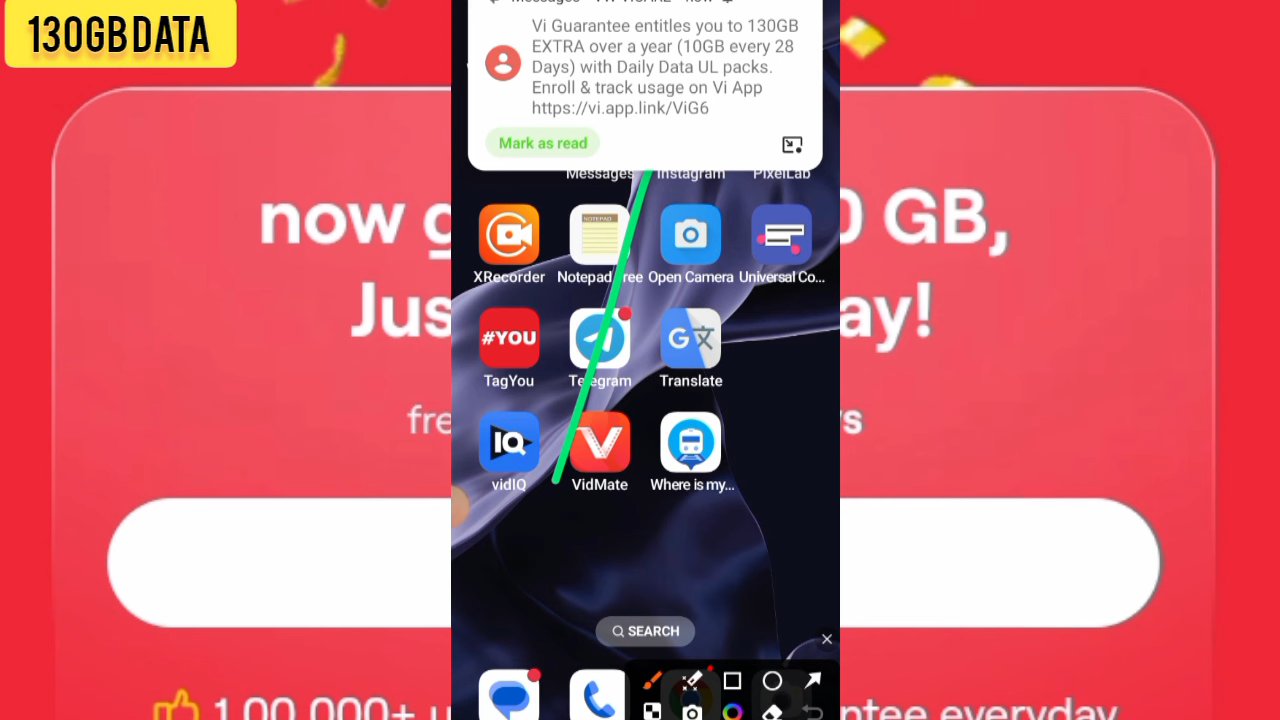 130GB DATA
Vi Guarantee entitles you to 130GB
EXTRA over a year (10GB every 28
Days) with Daily Data UL packs.
Enroll & track usage on Vi App
https://vi.app.link/ViG6
Mark as read
Messages Instagram PixelLab
now g 0 GB,
NOTEPAD
XRecorder Notepad Free Open Camera Universal Co...
Jus ay!
#YOU
TagYou Telegram Translate
fre s
IQ
vidIQ VidMate Where is my...
SEARCH
1,00,000+ u ntee everyday